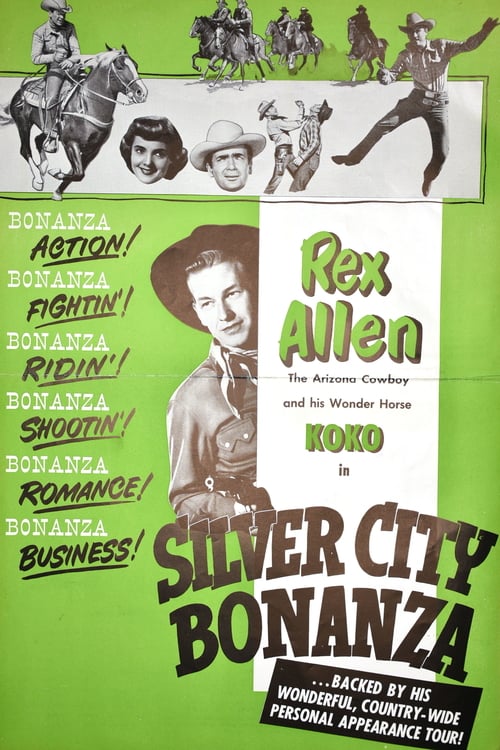 BONANZA
ACTION!
BONANZA
FIGHTIN'!
BONANZA
RIDIN'!
BONANZA
SHOOTIN'!
BONANZA
ROMANCE!
BONANZA
BUSINESS!
Rex
Allen
The Arizona Cowboy
and his Wonder Horse
KOKO
in
SILVER CITY
BONANZA
...BACKED BY HIS
WONDERFUL, COUNTRY-WIDE
PERSONAL APPEARANCE TOUR!